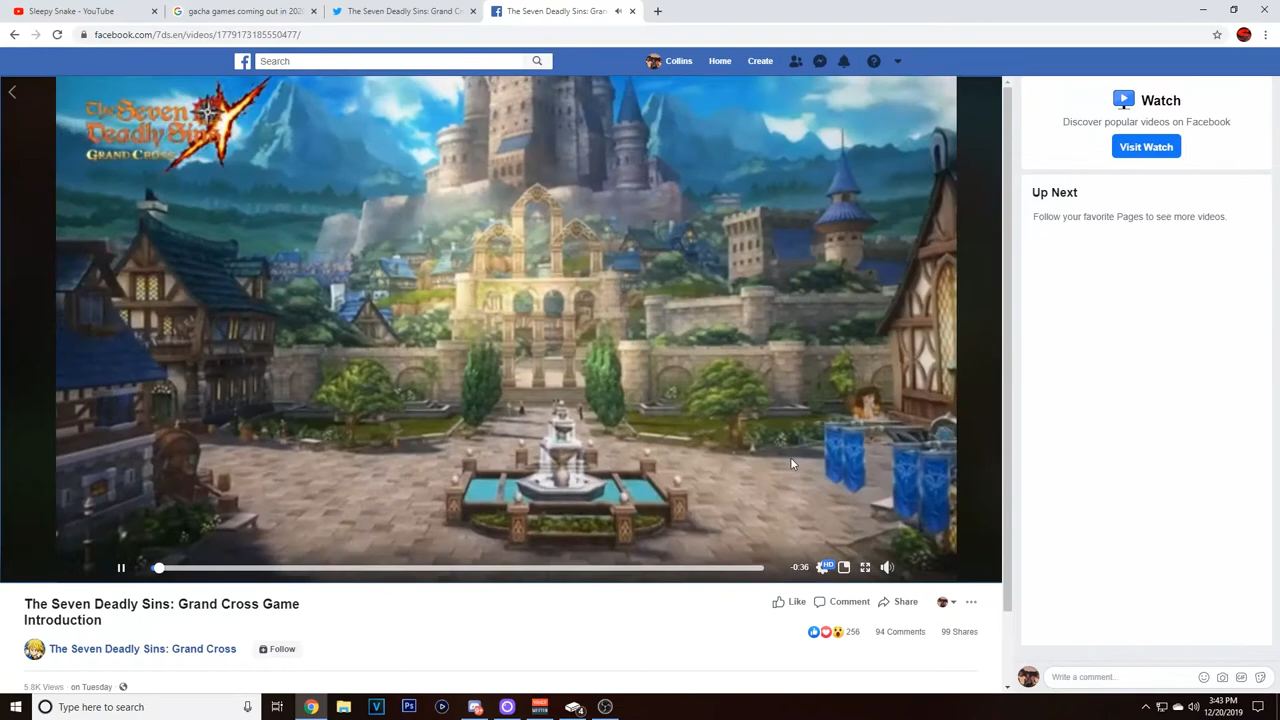 Sleepy Snake - YouTube
gacha games coming out in 202
The Seven Deadly Sins: Grand C
The Seven Deadly Sins: Gran
facebook.com/7ds.en/videos/1779173185550477/
Search
Collins
Home
Create
The Seven
Deadly Sins
GRAND CROSS
Watch
Discover popular videos on Facebook
Visit Watch
Up Next
Follow your favorite Pages to see more videos.
-0:36
HD
The Seven Deadly Sins: Grand Cross Game
Introduction
Like
Comment
Share
256
94 Comments
99 Shares
The Seven Deadly Sins: Grand Cross
Follow
5.8K Views · on Tuesday ·
Write a comment...
GIF
Type here to search
3:43 PM
12/20/2019